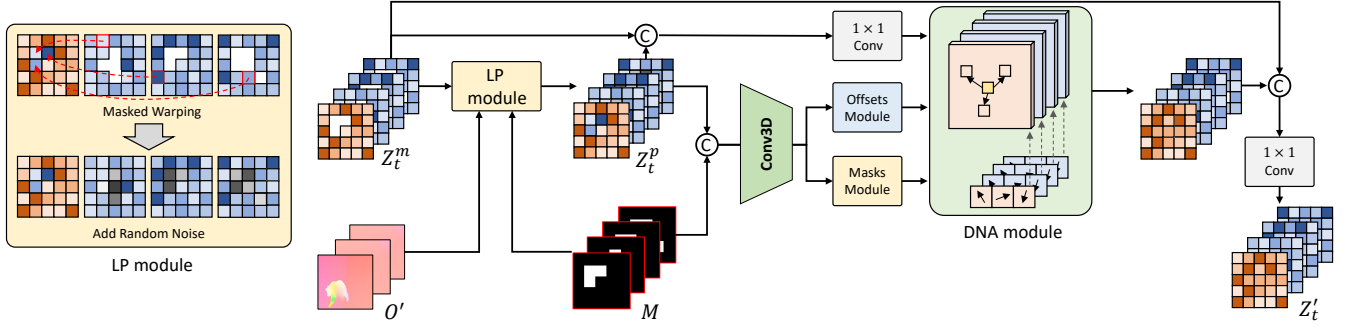 Masked Warping
Add Random Noise
LP module
Z_t^m
O′
LP
module
Z_t^p
M
C
C
Conv3D
1 × 1
Conv
Offsets
Module
Masks
Module
DNA module
C
1 × 1
Conv
Z_t′